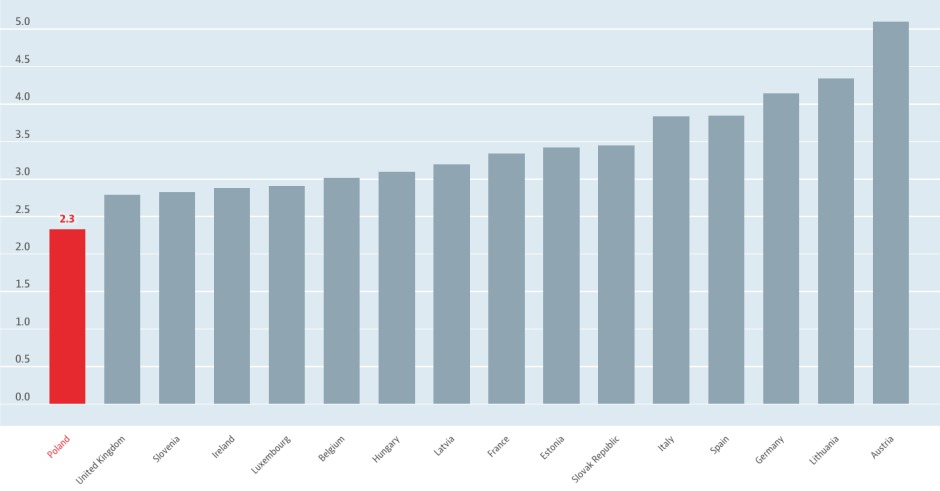 5.0
4.5
4.0
3.5
3.0
2.5
2.0
1.5
1.0
0.5
0.0
2.3
Poland
United Kingdom
Slovenia
Ireland
Luxembourg
Belgium
Hungary
Latvia
France
Estonia
Slovak Republic
Italy
Spain
Germany
Lithuania
Austria